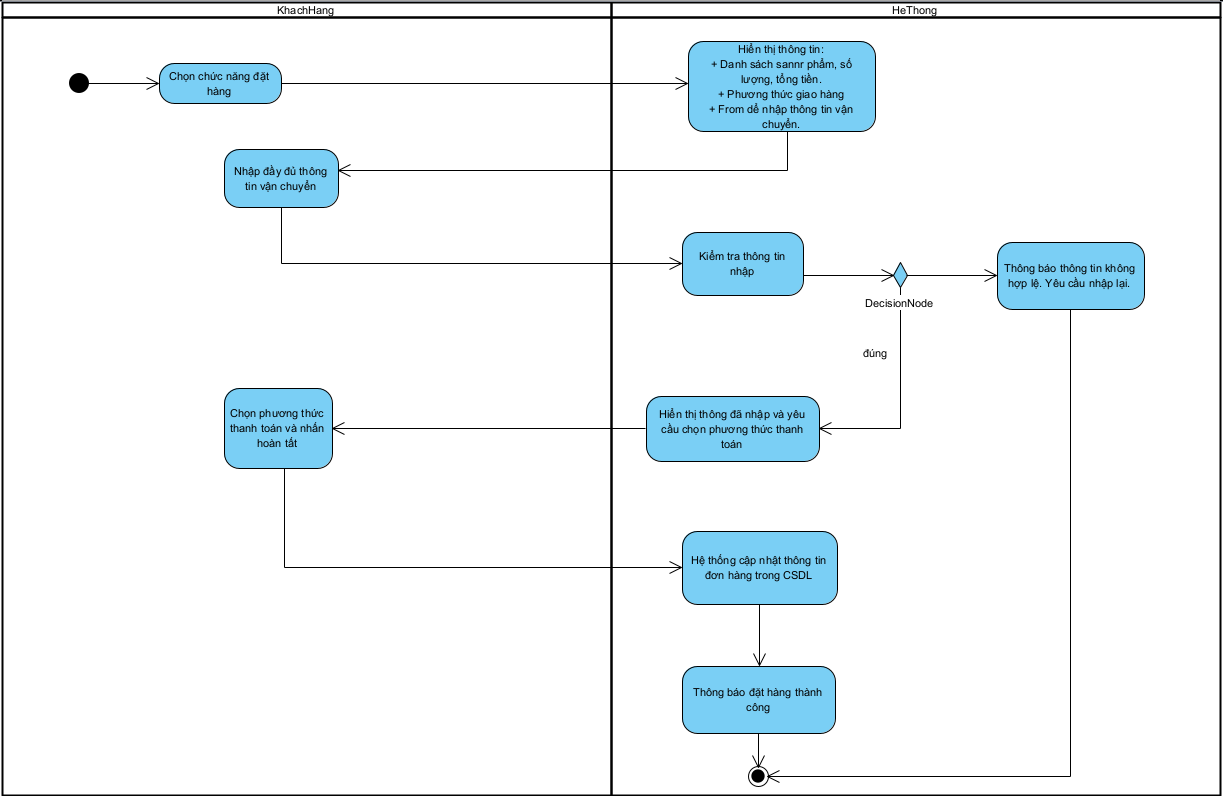 KhachHang
HeThong
Chọn chức năng đặt
hàng
Hiển thị thông tin:
+ Danh sách sannr phẩm, số
lượng, tổng tiền.
+ Phương thức giao hàng
+ From dể nhập thông tin vận
chuyển.
Nhập đầy đủ thông
tin vận chuyển
Kiểm tra thông tin
nhập
DecisionNode
Thông báo thông tin không
hợp lệ. Yêu cầu nhập lại.
đúng
Chọn phương thức
thanh toán và nhấn
hoàn tất
Hiển thị thông đã nhập và yêu
cầu chọn phương thức thanh
toán
Hệ thống cập nhật thông tin
đơn hàng trong CSDL
Thông báo đặt hàng thành
công